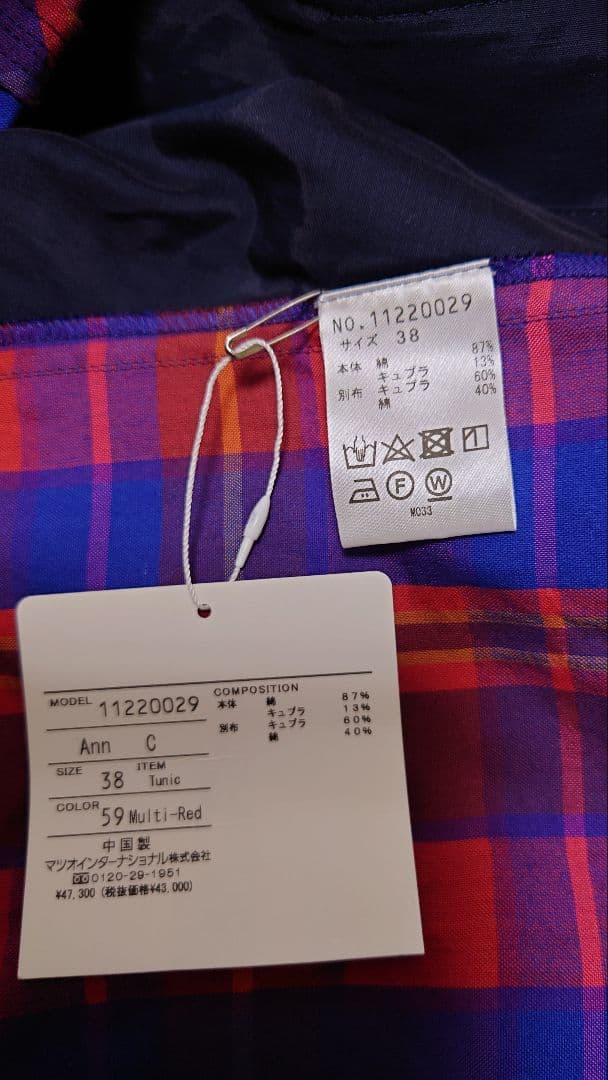 NO.11220029
サイズ 38
本体 綿 87%
キュプラ 13%
別布 キュプラ 60%
綿 40%
F W
M033
MODEL 11220029
Ann C
SIZE 38 ITEM Tunic
COLOR 59 Multi-Red
中国製
マツオインターナショナル株式会社
0120-29-1951
¥47,300 (税抜価格¥43,000)
COMPOSITION
本体 綿 87%
キュプラ 13%
別布 キュプラ 60%
綿 40%